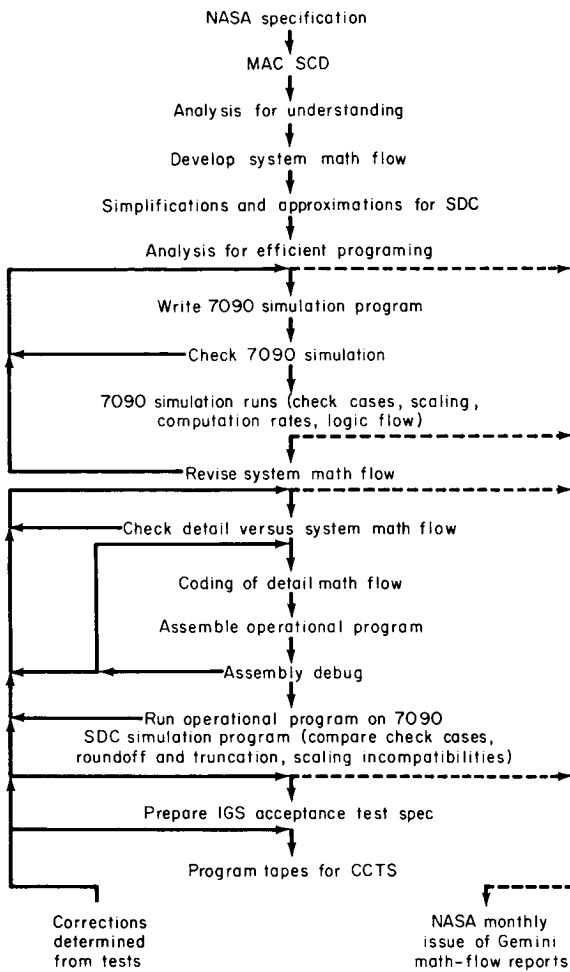 NASA specification
MAC SCD
Analysis for understanding
Develop system math flow
Simplifications and approximations for SDC
Analysis for efficient programing
Write 7090 simulation program
Check 7090 simulation
7090 simulation runs (check cases, scaling,
computation rates, logic flow)
Revise system math flow
Check detail versus system math flow
Coding of detail math flow
Assemble operational program
Assembly debug
Run operational program on 7090
SDC simulation program (compare check cases,
roundoff and truncation, scaling incompatibilities)
Prepare IGS acceptance test spec
Program tapes for CCTS
Corrections
determined
from tests
NASA monthly
issue of Gemini
math-flow reports